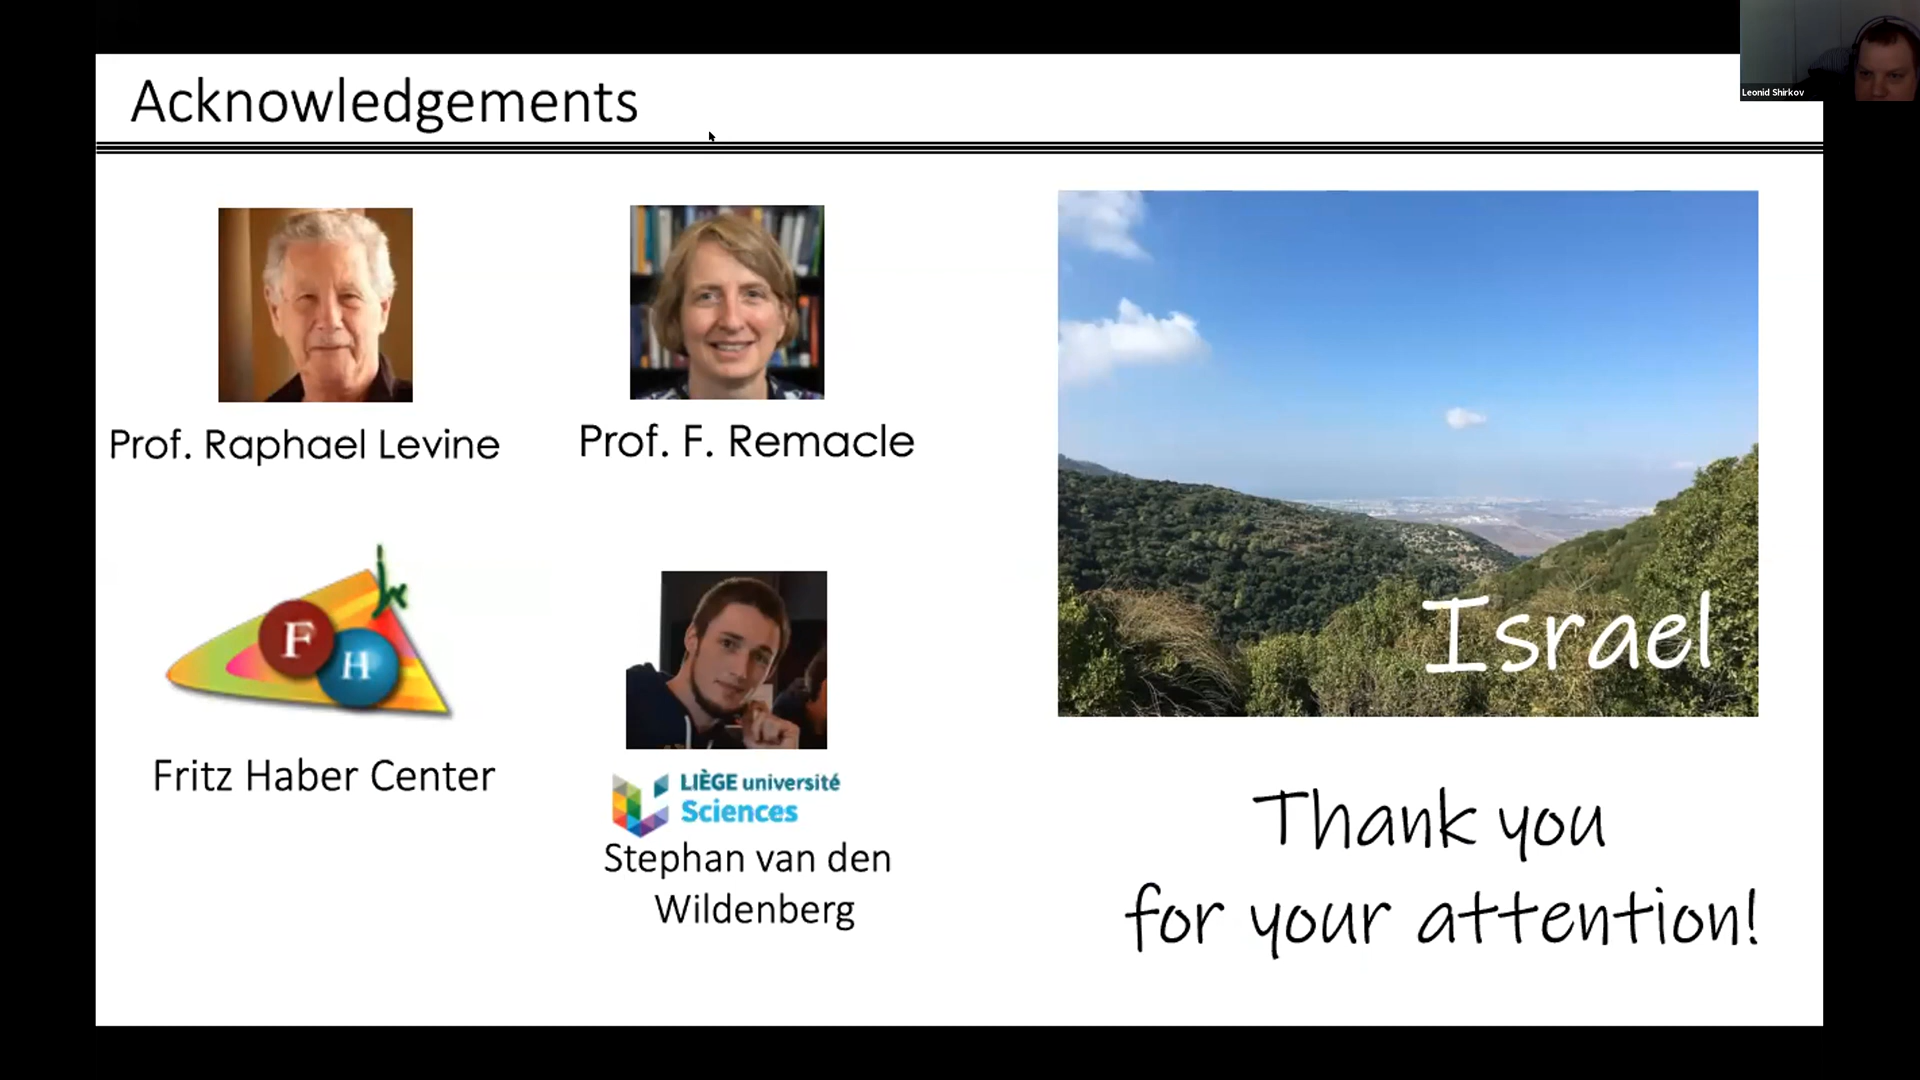 Leonid Shirkov
Acknowledgements
Prof. Raphael Levine
Prof. F. Remacle
F
H
Fritz Haber Center
LIÈGE université
Sciences
Stephan van den
Wildenberg
Israel
Thank you
for your attention!